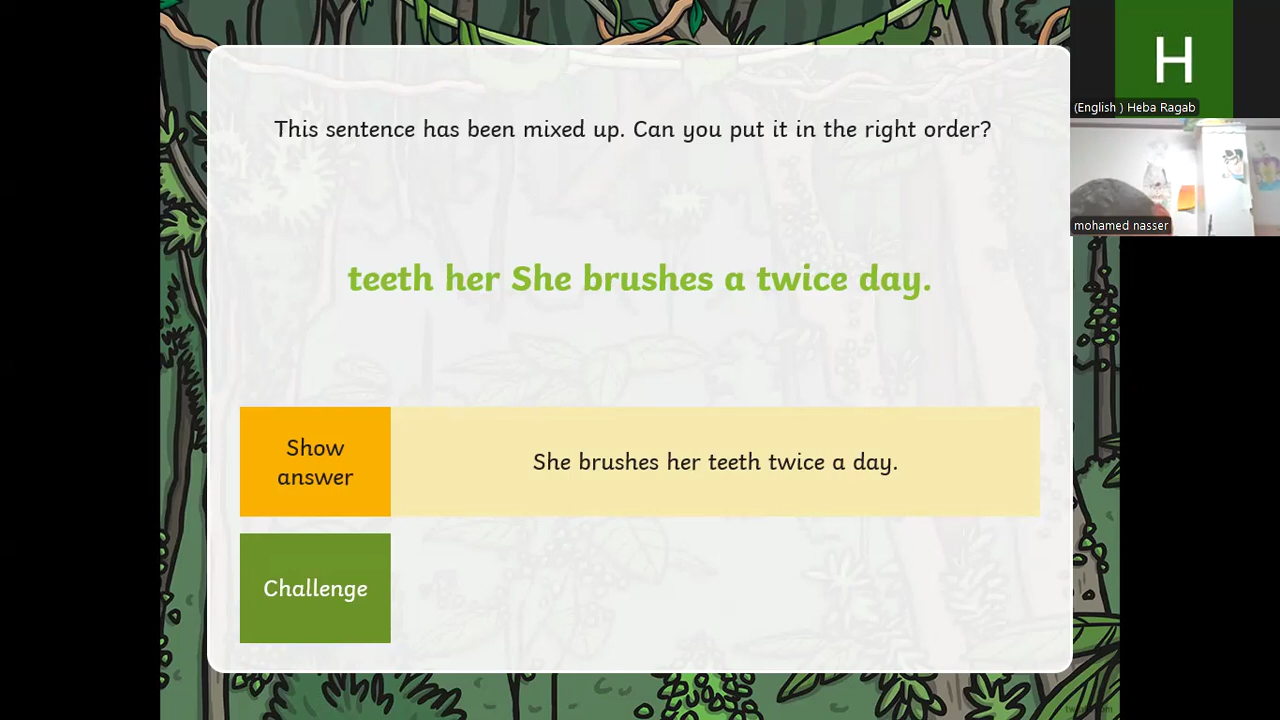 This sentence has been mixed up. Can you put it in the right order?
teeth her She brushes a twice day.
Show
answer
She brushes her teeth twice a day.
Challenge
H
(English ) Heba Ragab
mohamed nasser